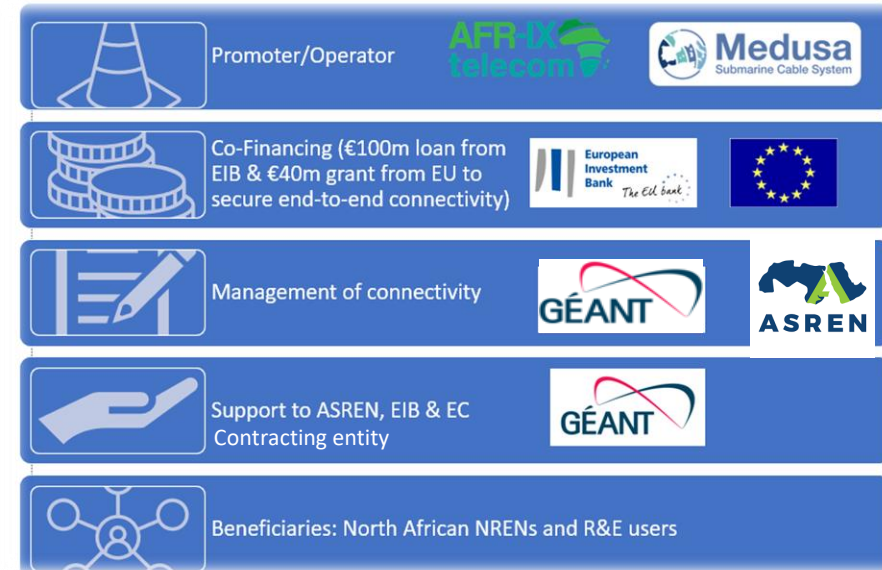 Promoter/Operator
AFR-IX
telecom
Medusa
Submarine Cable System
Co-Financing (€100m loan from
EIB & €40m grant from EU to
secure end-to-end connectivity)
European
Investment
Bank
The EU bank
Management of connectivity
GÉANT
ASREN
Support to ASREN, EIB & EC
Contracting entity
GÉANT
Beneficiaries: North African NRENs and R&E users